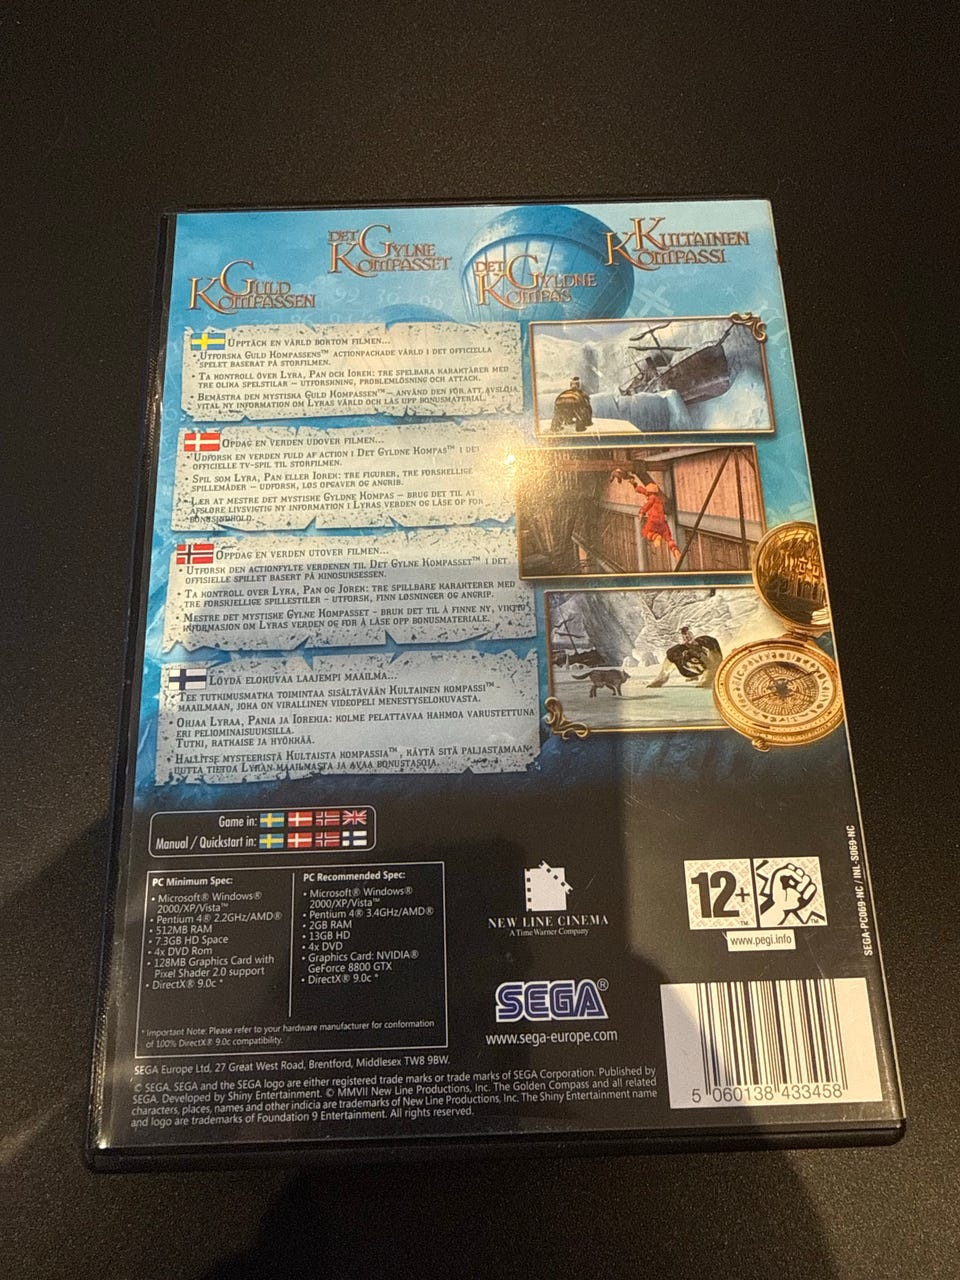 GULD
KOMPASSEN
DET GYLNE
KOMPASSET
DET GYLDNE
KOMPAS
KULTAINEN
KOMPASSI
UPPTÄCK EN VÄRLD BORTOM FILMEN...
• UTFORSKA GULD KOMPASSENS™ ACTIONPACKADE VÄRLD I DET OFFICIELLA
SPELET BASERAT PÅ STORFILMEN.
• TA KONTROLL ÖVER LYRA, PAN OCH IOREK: TRE SPELBARA KARAKTÄRER MED
TRE OLIKA SPELSTILAR – UTFORSKNING, PROBLEMLÖSNING OCH ATTACK.
• BEMÄSTRA DEN MYSTISKA GULD KOMPASSEN™ – ANVÄND DEN FÖR ATT AVSLÖJA
VITAL NY INFORMATION OM LYRAS VÄRLD OCH LÅS UPP BONUSMATERIAL.
OPDAG EN VERDEN UDOVER FILMEN...
• UDFORSK EN VERDEN FULD AF ACTION I DET GYLDNE KOMPAS™ I DET
OFFICIELLE TV-SPIL TIL STORFILMEN.
• SPIL SOM LYRA, PAN ELLER IOREK: TRE FIGURER, TRE FORSKELLIGE
SPILLEMÅDER – UDFORSK, LØS OPGAVER OG ANGRIB.
• LÆR AT MESTRE DET MYSTISKE GYLDNE KOMPAS – BRUG DET TIL AT
AFSLØRE LIVSVIGTIG NY INFORMATION I LYRAS VERDEN OG LÅSE OP FOR
BONUSINDHOLD.
OPPDAG EN VERDEN UTOVER FILMEN...
• UTFORSK DEN ACTIONFYLTE VERDENEN TIL DET GYLNE KOMPASSET™ I DET
OFFISIELLE SPILLET BASERT PÅ KINOSUKSESSEN.
• TA KONTROLL OVER LYRA, PAN OG JOREK: TRE SPILLBARE KARAKTERER MED
TRE FORSKJELLIGE SPILLESTILER – UTFORSK, FINN LØSNINGER OG ANGRIP.
• MESTRE DET MYSTISKE GYLNE KOMPASSET – BRUK DET TIL Å FINNE NY, VIKTIG
INFORMASJON OM LYRAS VERDEN OG FOR Å LÅSE OPP BONUSMATERIALE.
LÖYDÄ ELOKUVAA LAAJEMPI MAAILMA...
• TEE TUTKIMUSMATKA TOIMINTAA SISÄLTÄVÄÄN KULTAINEN KOMPASSI™-
MAAILMAAN, JOKA ON VIRALLINEN VIDEOPELI MENESTYSELOKUVASTA.
• OHJAA LYRAA, PANIA JA IOREKIA: KOLME PELATTAVAA HAHMOA VARUSTETTUNA
ERI PELIOMINAISUUKSILLA.
TUTKI, RATKAISE JA HYÖKKÄÄ.
• HALLITSE MYSTEERISTÄ KULTAISTA KOMPASSIA™, KÄYTÄ SITÄ PALJASTAMAAN
UUTTA TIETOA LYRAN MAAILMASTA JA AVAA BONUSTASOJA.
Game in:
Manual / Quickstart in:
PC Minimum Spec:
• Microsoft® Windows®
2000/XP/Vista™
• Pentium 4® 2.2GHz/AMD®
• 512MB RAM
• 7.3GB HD Space
• 4x DVD Rom
• 128MB Graphics Card with
Pixel Shader 2.0 support
• DirectX® 9.0c *
PC Recommended Spec:
• Microsoft® Windows®
2000/XP/Vista™
• Pentium 4® 3.4GHz/AMD®
• 2GB RAM
• 13GB HD
• 4x DVD
• Graphics Card: NVIDIA®
GeForce 8800 GTX
• DirectX® 9.0c *
* Important Note: Please refer to your hardware manufacturer for conformation
of 100% DirectX® 9.0c compatibility.
NEW LINE CINEMA
A Time Warner Company
12+
www.pegi.info
SEGA®
www.sega-europe.com
SEGA-PC069-NC / INL-S069-NC
5 060138 433458
SEGA Europe Ltd, 27 Great West Road, Brentford, Middlesex TW8 9BW.
© SEGA. SEGA and the SEGA logo are either registered trade marks or trade marks of SEGA Corporation. Published by
SEGA. Developed by Shiny Entertainment. © MMVII New Line Productions, Inc. The Golden Compass and all related
characters, places, names and other indicia are trademarks of New Line Productions, Inc. The Shiny Entertainment name
and logo are trademarks of Foundation 9 Entertainment. All rights reserved.